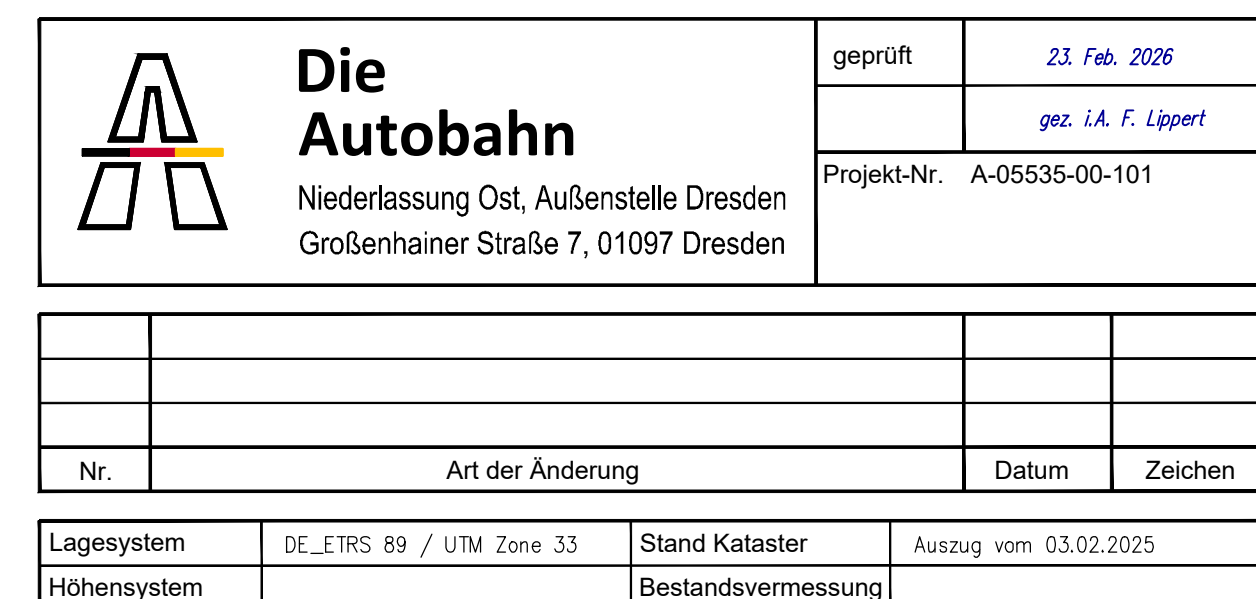 Die
Autobahn
Niederlassung Ost, Außenstelle Dresden
Großenhainer Straße 7, 01097 Dresden
geprüft 23. Feb. 2026
gez. i.A. F. Lippert
Projekt-Nr. A-05535-00-101
Nr. Art der Änderung Datum Zeichen
Lagesystem DE_ETRS 89 / UTM Zone 33 Stand Kataster Auszug vom 03.02.2025
Höhensystem Bestandsvermessung